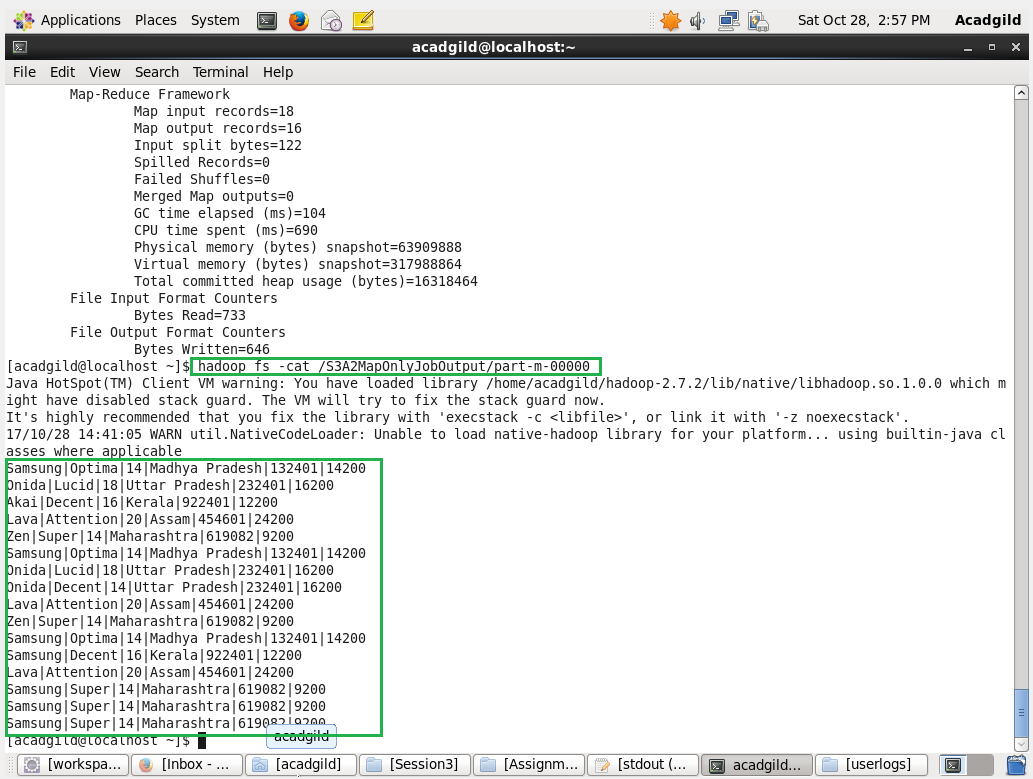 Applications Places System Sat Oct 28, 2:57 PM Acadgild
acadgild@localhost:~
File Edit View Search Terminal Help
Map-Reduce Framework
Map input records=18
Map output records=16
Input split bytes=122
Spilled Records=0
Failed Shuffles=0
Merged Map outputs=0
GC time elapsed (ms)=104
CPU time spent (ms)=690
Physical memory (bytes) snapshot=63909888
Virtual memory (bytes) snapshot=317988864
Total committed heap usage (bytes)=16318464
File Input Format Counters
Bytes Read=733
File Output Format Counters
Bytes Written=646
[acadgild@localhost ~]$ hadoop fs -cat /S3A2MapOnlyJobOutput/part-m-00000
Java HotSpot(TM) Client VM warning: You have loaded library /home/acadgild/hadoop-2.7.2/lib/native/libhadoop.so.1.0.0 which m
ight have disabled stack guard. The VM will try to fix the stack guard now.
It's highly recommended that you fix the library with 'execstack -c <libfile>', or link it with '-z noexecstack'.
17/10/28 14:41:05 WARN util.NativeCodeLoader: Unable to load native-hadoop library for your platform... using builtin-java cl
asses where applicable
Samsung|Optima|14|Madhya Pradesh|132401|14200
Onida|Lucid|18|Uttar Pradesh|232401|16200
Akai|Decent|16|Kerala|922401|12200
Lava|Attention|20|Assam|454601|24200
Zen|Super|14|Maharashtra|619082|9200
Samsung|Optima|14|Madhya Pradesh|132401|14200
Onida|Lucid|18|Uttar Pradesh|232401|16200
Onida|Decent|14|Uttar Pradesh|232401|16200
Lava|Attention|20|Assam|454601|24200
Zen|Super|14|Maharashtra|619082|9200
Samsung|Optima|14|Madhya Pradesh|132401|14200
Samsung|Decent|16|Kerala|922401|12200
Lava|Attention|20|Assam|454601|24200
Samsung|Super|14|Maharashtra|619082|9200
Samsung|Super|14|Maharashtra|619082|9200
Samsung|Super|14|Maharashtra|619082|9200
[acadgild@localhost ~]$
acadgild
[workspa... [Inbox - ... [acadgild] [Session3] [Assignm... [stdout (... acadgild... [userlogs]